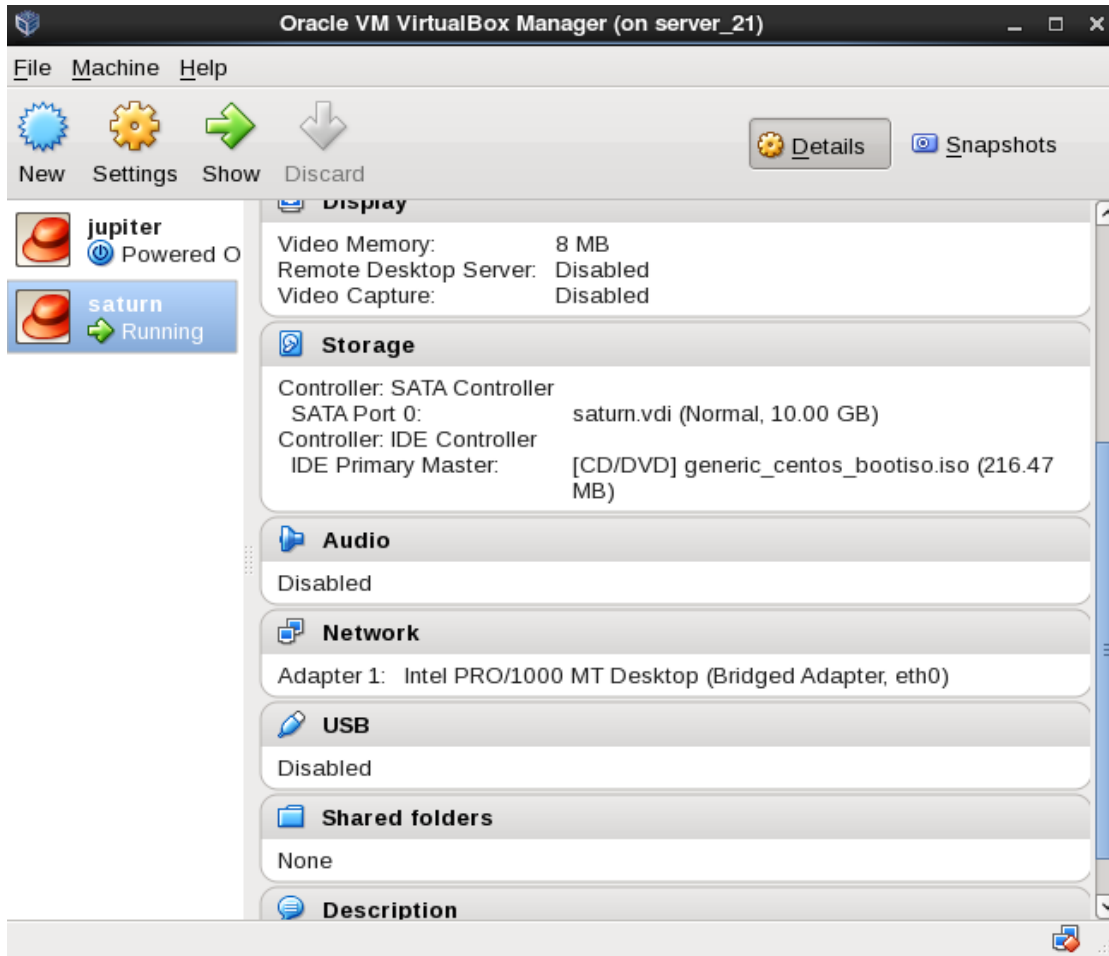 Oracle VM VirtualBox Manager (on server_21)
File Machine Help
New Settings Show Discard
Details Snapshots
jupiter
Powered O
saturn
Running
Display
Video Memory: 8 MB
Remote Desktop Server: Disabled
Video Capture: Disabled
Storage
Controller: SATA Controller
SATA Port 0: saturn.vdi (Normal, 10.00 GB)
Controller: IDE Controller
IDE Primary Master: [CD/DVD] generic_centos_bootiso.iso (216.47
MB)
Audio
Disabled
Network
Adapter 1: Intel PRO/1000 MT Desktop (Bridged Adapter, eth0)
USB
Disabled
Shared folders
None
Description